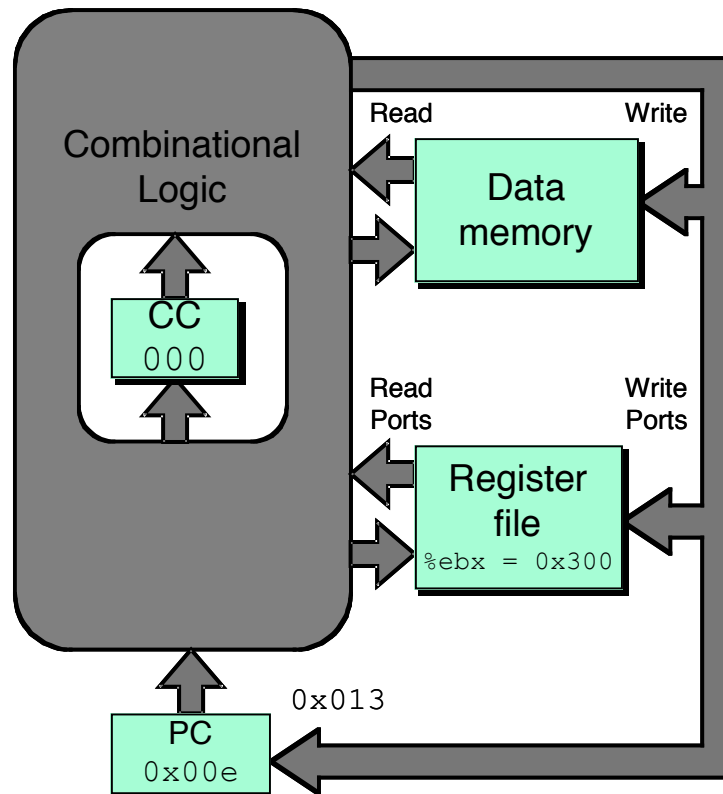 Read
Write
Combinational
Logic
Data
memory
CC
000
Read
Ports
Write
Ports
Register
file
%ebx = 0x300
0x013
PC
0x00e